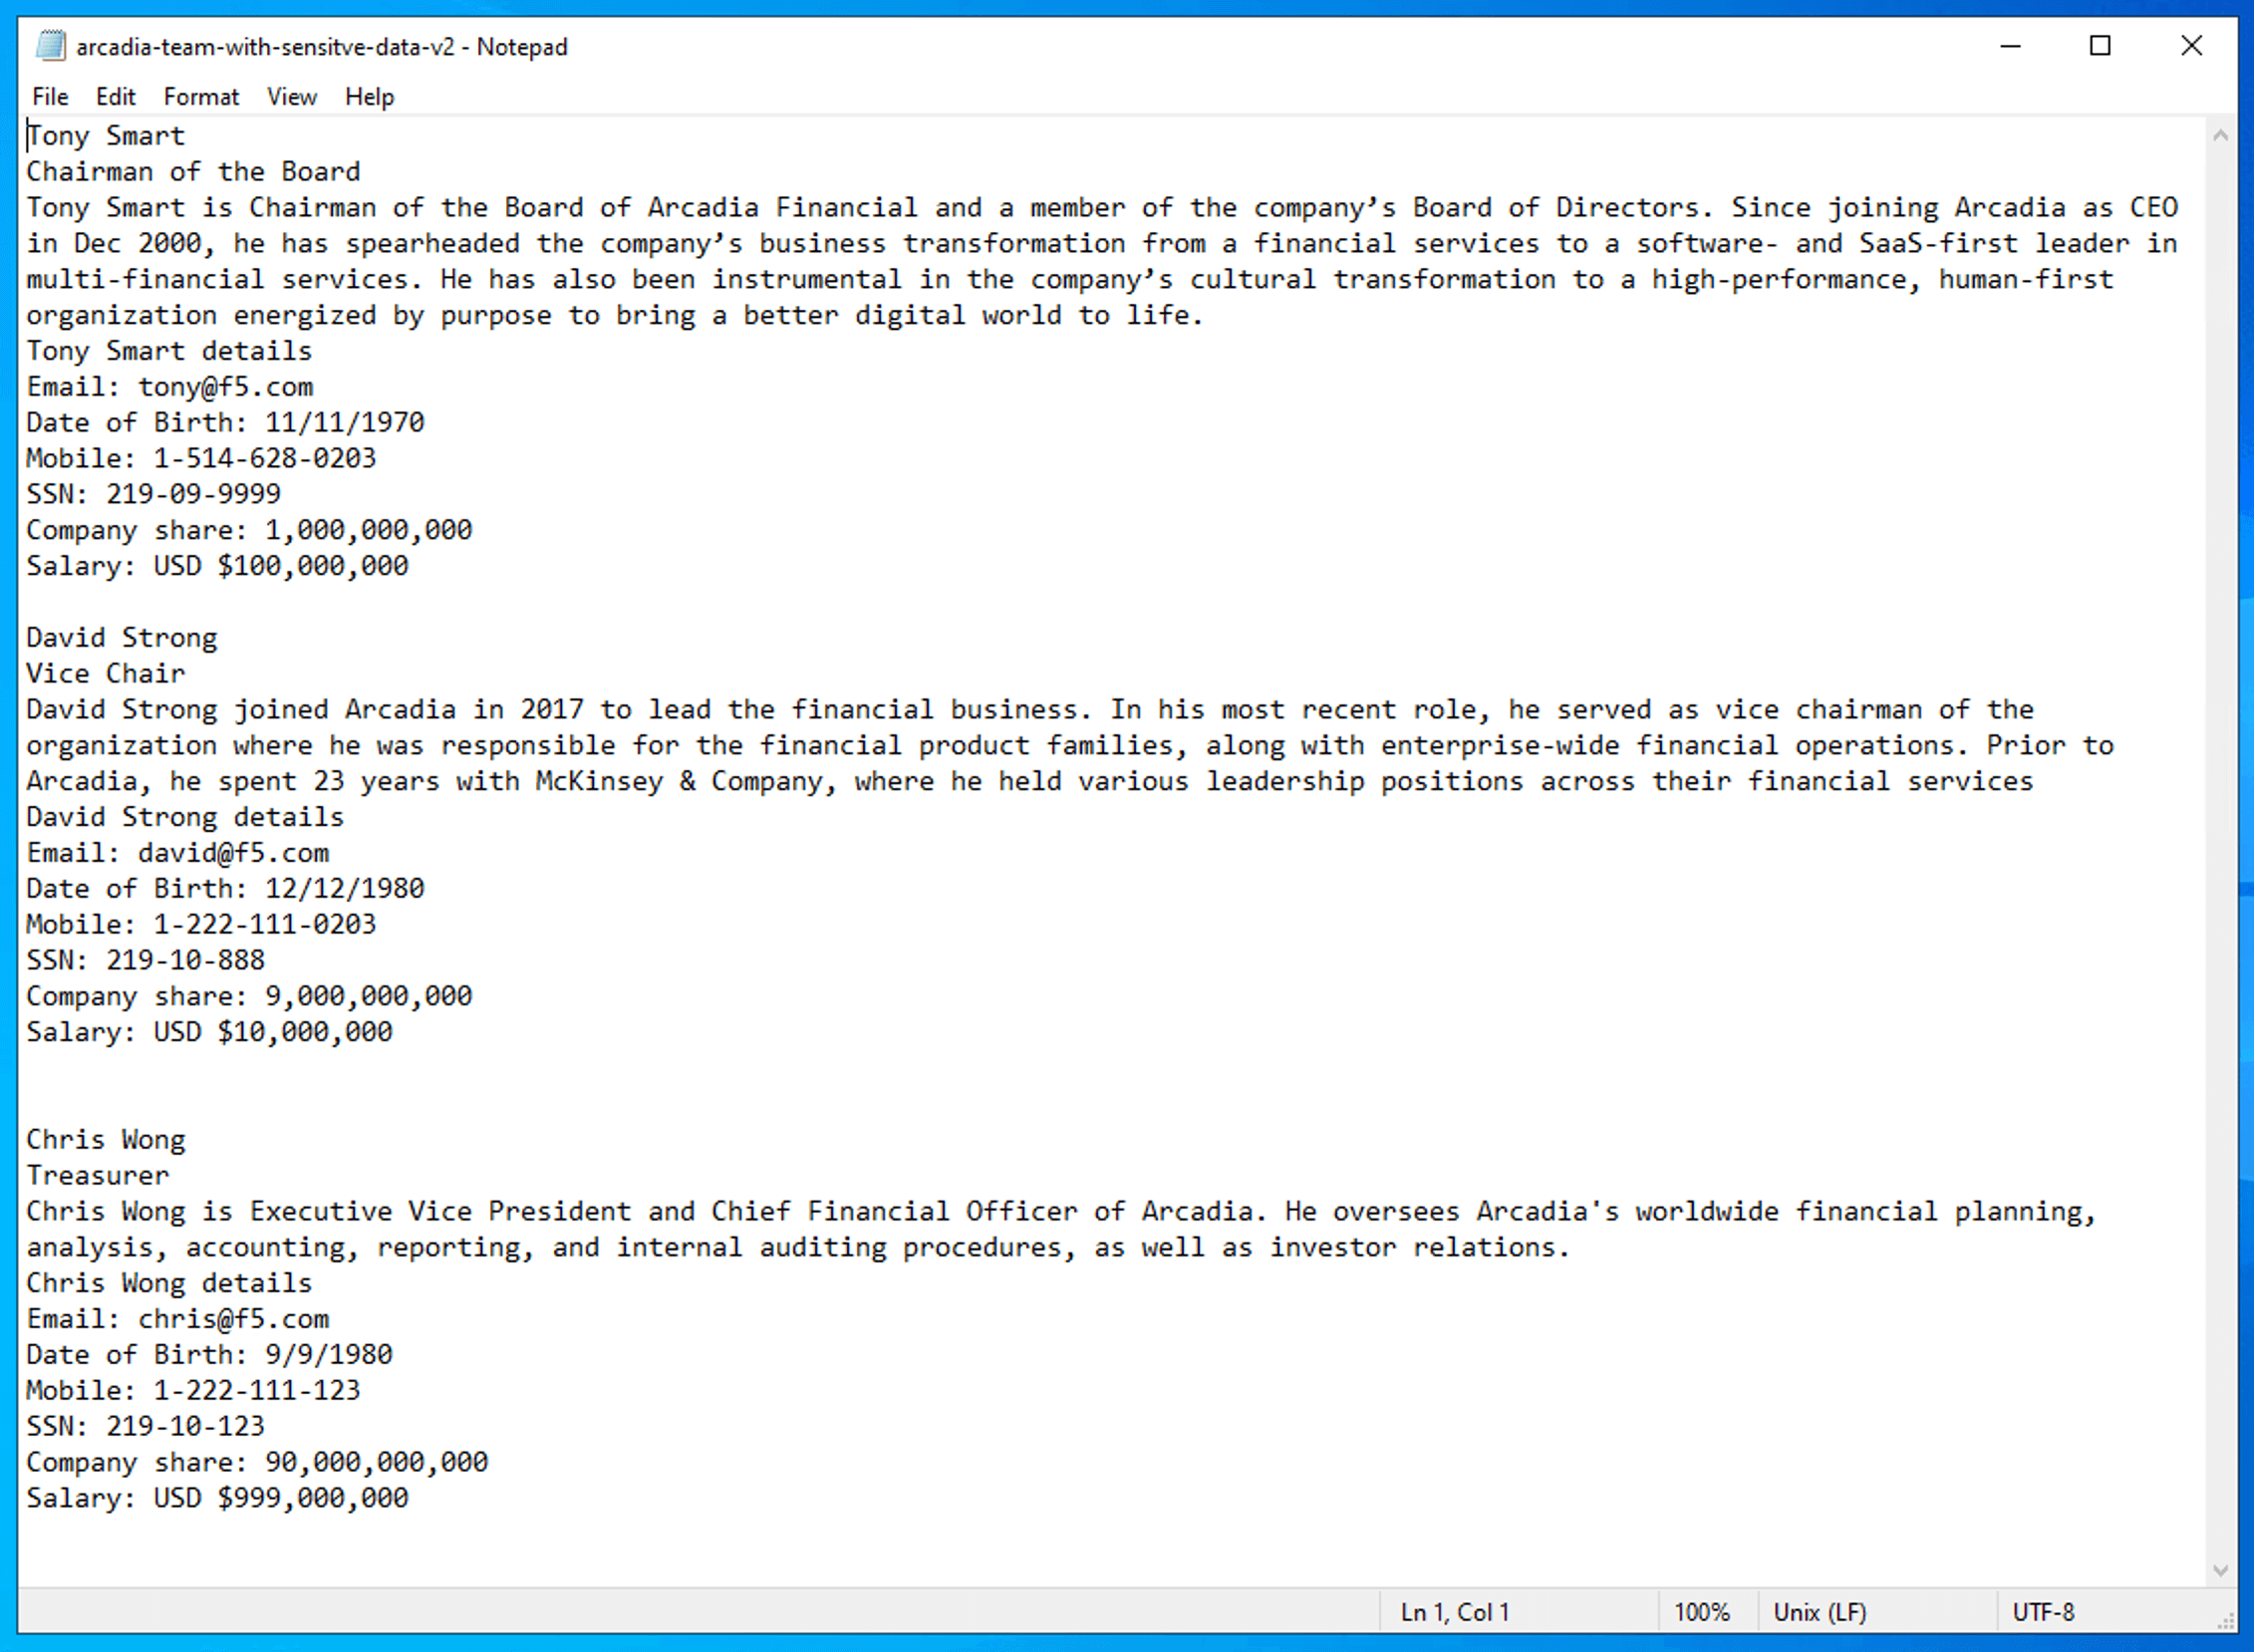 arcadia-team-with-sensitve-data-v2 - Notepad
File Edit Format View Help
Tony Smart
Chairman of the Board
Tony Smart is Chairman of the Board of Arcadia Financial and a member of the company’s Board of Directors. Since joining Arcadia as CEO
in Dec 2000, he has spearheaded the company’s business transformation from a financial services to a software- and SaaS-first leader in
multi-financial services. He has also been instrumental in the company’s cultural transformation to a high-performance, human-first
organization energized by purpose to bring a better digital world to life.
Tony Smart details
Email: tony@f5.com
Date of Birth: 11/11/1970
Mobile: 1-514-628-0203
SSN: 219-09-9999
Company share: 1,000,000,000
Salary: USD $100,000,000
David Strong
Vice Chair
David Strong joined Arcadia in 2017 to lead the financial business. In his most recent role, he served as vice chairman of the
organization where he was responsible for the financial product families, along with enterprise-wide financial operations. Prior to
Arcadia, he spent 23 years with McKinsey & Company, where he held various leadership positions across their financial services
David Strong details
Email: david@f5.com
Date of Birth: 12/12/1980
Mobile: 1-222-111-0203
SSN: 219-10-888
Company share: 9,000,000,000
Salary: USD $10,000,000
Chris Wong
Treasurer
Chris Wong is Executive Vice President and Chief Financial Officer of Arcadia. He oversees Arcadia's worldwide financial planning,
analysis, accounting, reporting, and internal auditing procedures, as well as investor relations.
Chris Wong details
Email: chris@f5.com
Date of Birth: 9/9/1980
Mobile: 1-222-111-123
SSN: 219-10-123
Company share: 90,000,000,000
Salary: USD $999,000,000
Ln 1, Col 1 100% Unix (LF) UTF-8